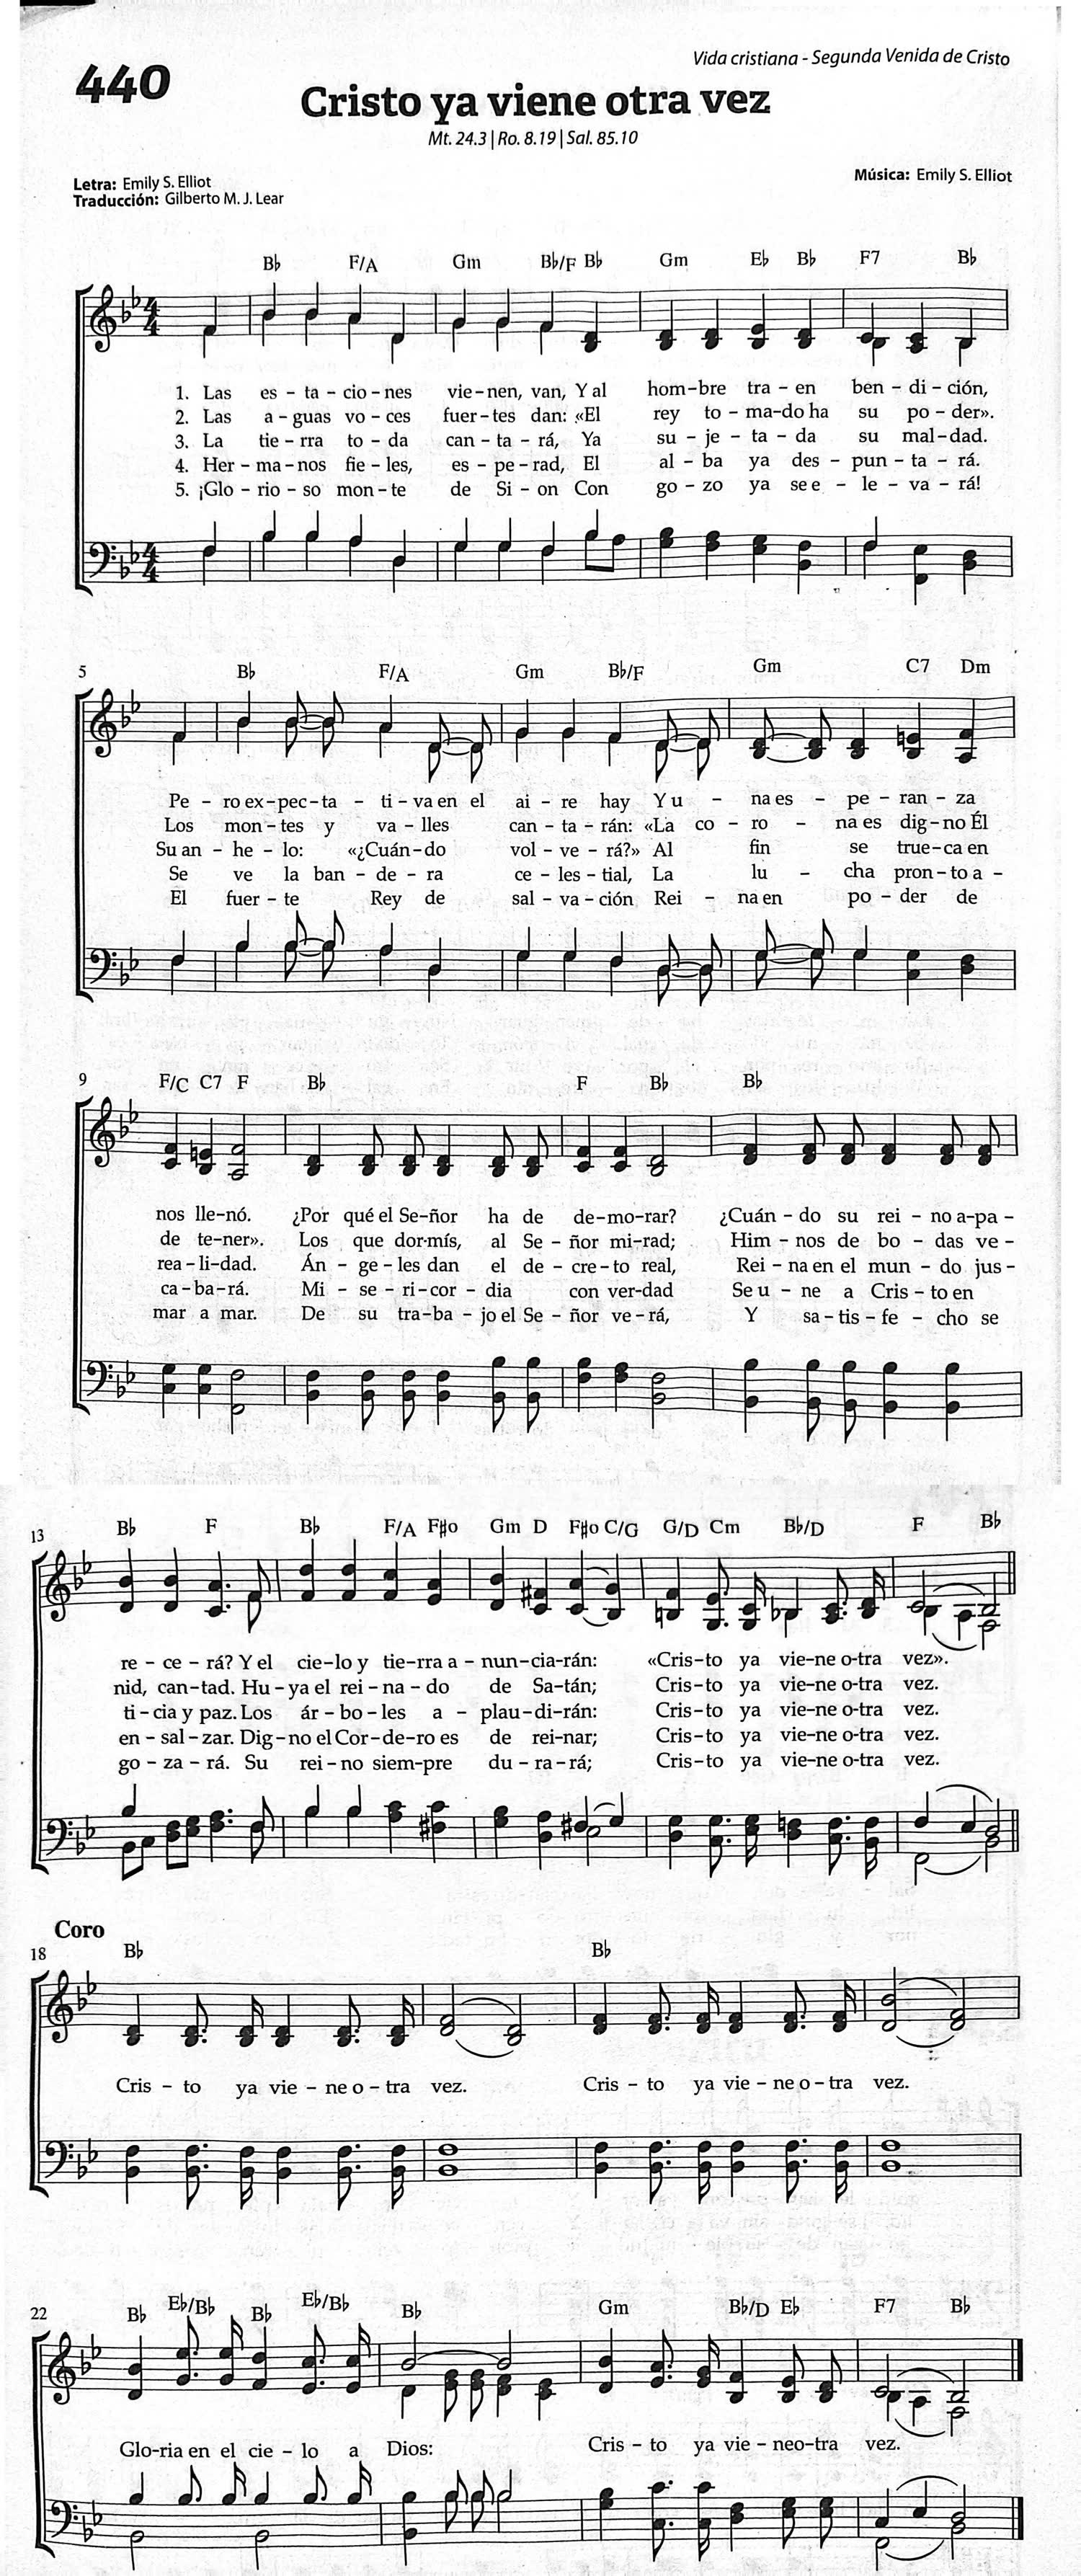 Vida cristiana - Segunda Venida de Cristo
440
Cristo ya viene otra vez
Mt. 24.3 | Ro. 8.19 | Sal. 85.10
Letra: Emily S. Elliot
Música: Emily S. Elliot
Traducción: Gilberto M. J. Lear
B♭ F/A Gm B♭/F B♭ Gm E♭ B♭ F7 B♭
1. Las es – ta – cio – nes vie – nen, van, Y al hom – bre tra – en ben – di – ción,
2. Las a – guas vo – ces fuer – tes dan: «El rey to – ma–do ha su po – der».
3. La tie – rra to – da can – ta – rá, Ya su – je – ta – da su mal – dad.
4. Her – ma – nos fie – les, es – pe – rad, El al – ba ya des – pun – ta – rá.
5. ¡Glo – rio – so mon – te de Si – on Con go – zo ya se e – le – va – rá!
5
B♭ F/A Gm B♭/F Gm C7 Dm
Pe – ro ex – pec – ta – ti – va en el ai – re hay Y u – na es – pe – ran – za
Los mon – tes y va – lles can – ta – rán: «La co – ro – na es dig – no Él
Su an – he – lo: «¿Cuán – do vol – ve – rá?» Al fin se true – ca en
Se ve la ban – de – ra ce – les – tial, La lu – cha pron – to a –
El fuer – te Rey de sal – va – ción Rei – na en po – der de
9
F/C C7 F B♭ F B♭ B♭
nos lle–nó. ¿Por qué el Se–ñor ha de de–mo–rar? ¿Cuán – do su rei – no a–pa –
de te–ner». Los que dor-mís, al Se – ñor mi–rad; Him – nos de bo – das ve –
rea – li–dad. Án – ge – les dan el de – cre – to real, Rei – na en el mun – do jus –
ca–ba–rá. Mi – se – ri – cor – dia con ver–dad Se u – ne a Cris – to en
mar a mar. De su tra–ba – jo el Se – ñor ve – rá, Y sa – tis – fe – cho se
13
B♭ F B♭ F/A F♯o Gm D F♯o C/G G/D Cm B♭/D F B♭
re – ce – rá? Y el cie – lo y tie – rra a – nun – cia – rán: «Cris – to ya vie–ne o–tra vez».
nid, can–tad. Hu – ya el rei – na – do de Sa–tán; Cris – to ya vie–ne o–tra vez.
ti – cia y paz. Los ár – bo – les a – plau – di – rán: Cris – to ya vie–ne o–tra vez.
en – sal – zar. Dig – no el Cor – de – ro es de rei–nar; Cris – to ya vie–ne o–tra vez.
go – za – rá. Su rei – no siem–pre du – ra – rá; Cris – to ya vie–ne o–tra vez.
Coro
18
B♭ B♭
Cris – to ya vie – ne o – tra vez. Cris – to ya vie – ne o – tra vez.
22
B♭ E♭/B♭ B♭ E♭/B♭ B♭ Gm B♭/D E♭ F7 B♭
Glo–ria en el cie – lo a Dios: Cris – to ya vie – neo–tra vez.